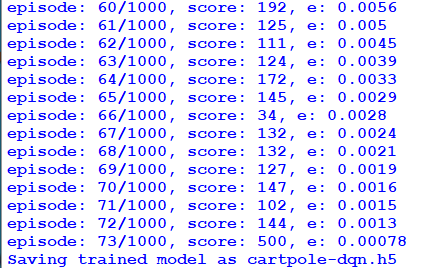 episode: 60/1000, score: 192, e: 0.0056
episode: 61/1000, score: 125, e: 0.005
episode: 62/1000, score: 111, e: 0.0045
episode: 63/1000, score: 124, e: 0.0039
episode: 64/1000, score: 172, e: 0.0033
episode: 65/1000, score: 145, e: 0.0029
episode: 66/1000, score: 34, e: 0.0028
episode: 67/1000, score: 132, e: 0.0024
episode: 68/1000, score: 132, e: 0.0021
episode: 69/1000, score: 127, e: 0.0019
episode: 70/1000, score: 147, e: 0.0016
episode: 71/1000, score: 102, e: 0.0015
episode: 72/1000, score: 144, e: 0.0013
episode: 73/1000, score: 500, e: 0.00078
Saving trained model as cartpole-dqn.h5